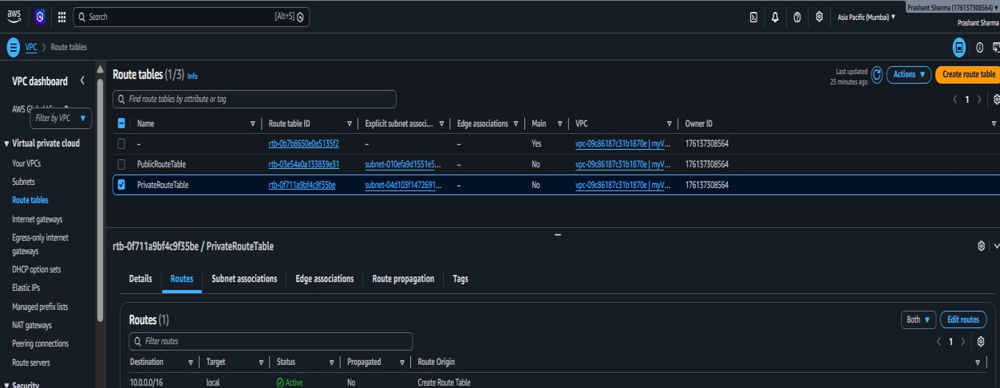 aws Search [Alt+S] Asia Pacific (Mumbai) ▼ Prashant Sharma (176137308564) ▼
Prashant Sharma
VPC > Route tables
VPC dashboard
AWS Global View
Filter by VPC ▼
▼ Virtual private cloud
Your VPCs
Subnets
Route tables
Internet gateways
Egress-only internet
gateways
DHCP option sets
Elastic IPs
Managed prefix lists
NAT gateways
Peering connections
Route servers
▼ Security
Route tables (1/3) Info
Last updated
25 minutes ago
Actions ▼
Create route table
Find route tables by attribute or tag
< 1 >
Name Route table ID Explicit subnet associ... Edge associations Main VPC Owner ID
– rtb-0b7b8650e0e5135f2 – – Yes vpc-09c86187c31b1870e | myV... 176137308564
PublicRouteTable rtb-03e54a0a133839e31 subnet-010efa9d1551e5... – No vpc-09c86187c31b1870e | myV... 176137308564
PrivateRouteTable rtb-0f711a9bf4c9f35be subnet-04d103f1472691... – No vpc-09c86187c31b1870e | myV... 176137308564
rtb-0f711a9bf4c9f35be / PrivateRouteTable
Details Routes Subnet associations Edge associations Route propagation Tags
Routes (1)
Both ▼ Edit routes
Filter routes
< 1 >
Destination Target Status Propagated Route Origin
10.0.0.0/16 local Active No Create Route Table